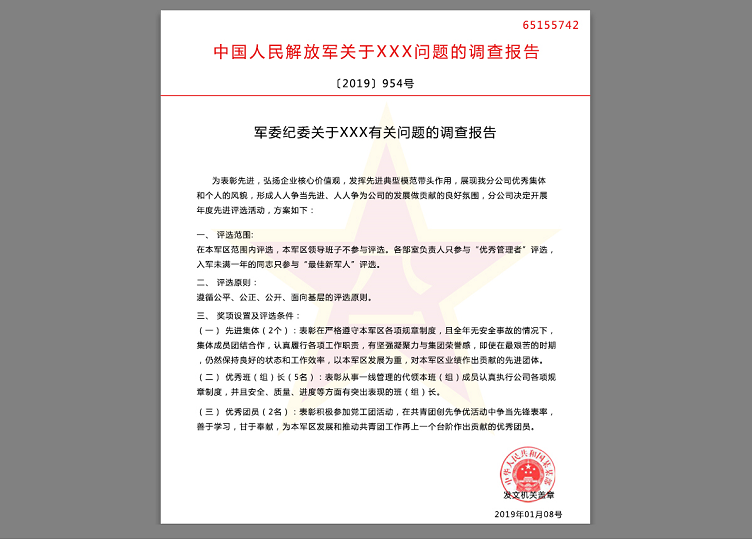 65155742
中国人民解放军关于XXX问题的调查报告
〔2019〕954号
军委纪委关于XXX有关问题的调查报告
为表彰先进，弘扬企业核心价值观，发挥先进典型模范带头作用，展现我分公司优秀集体
和个人的风貌，形成人人争当先进、人人争为公司的发展做贡献的良好氛围，分公司决定开展
年度先进评选活动，方案如下：
一、 评选范围:
在本军区范围内评选，本军区领导班子不参与评选。各部室负责人只参与“优秀管理者”评选，
入军未满一年的同志只参与“最佳新军人”评选。
二、 评选原则：
遵循公平、公正、公开、面向基层的评选原则。
三、 奖项设置及评选条件：
（一） 先进集体（2个）：表彰在严格遵守本军区各项规章制度，且全年无安全事故的情况下，
集体成员团结合作，认真履行各项工作职责，有坚强凝聚力与集团荣誉感，即使在最艰苦的时期
，仍然保持良好的状态和工作效率，以本军区发展为重，对本军区业绩作出贡献的先进团体。
（二） 优秀班（组）长（5名）：表彰从事一线管理的代领本班（组）成员认真执行公司各项规
章制度，并且安全、质量、进度等方面有突出表现的班（组）长。
（三） 优秀团员（2名）：表彰积极参加党工团活动，在共青团创先争优活动中争当先锋表率，
善于学习，甘于奉献，为本军区发展和推动共青团工作再上一个台阶作出贡献的优秀团员。
中华人民共和国某某部
发文机关盖章
2019年01月08号